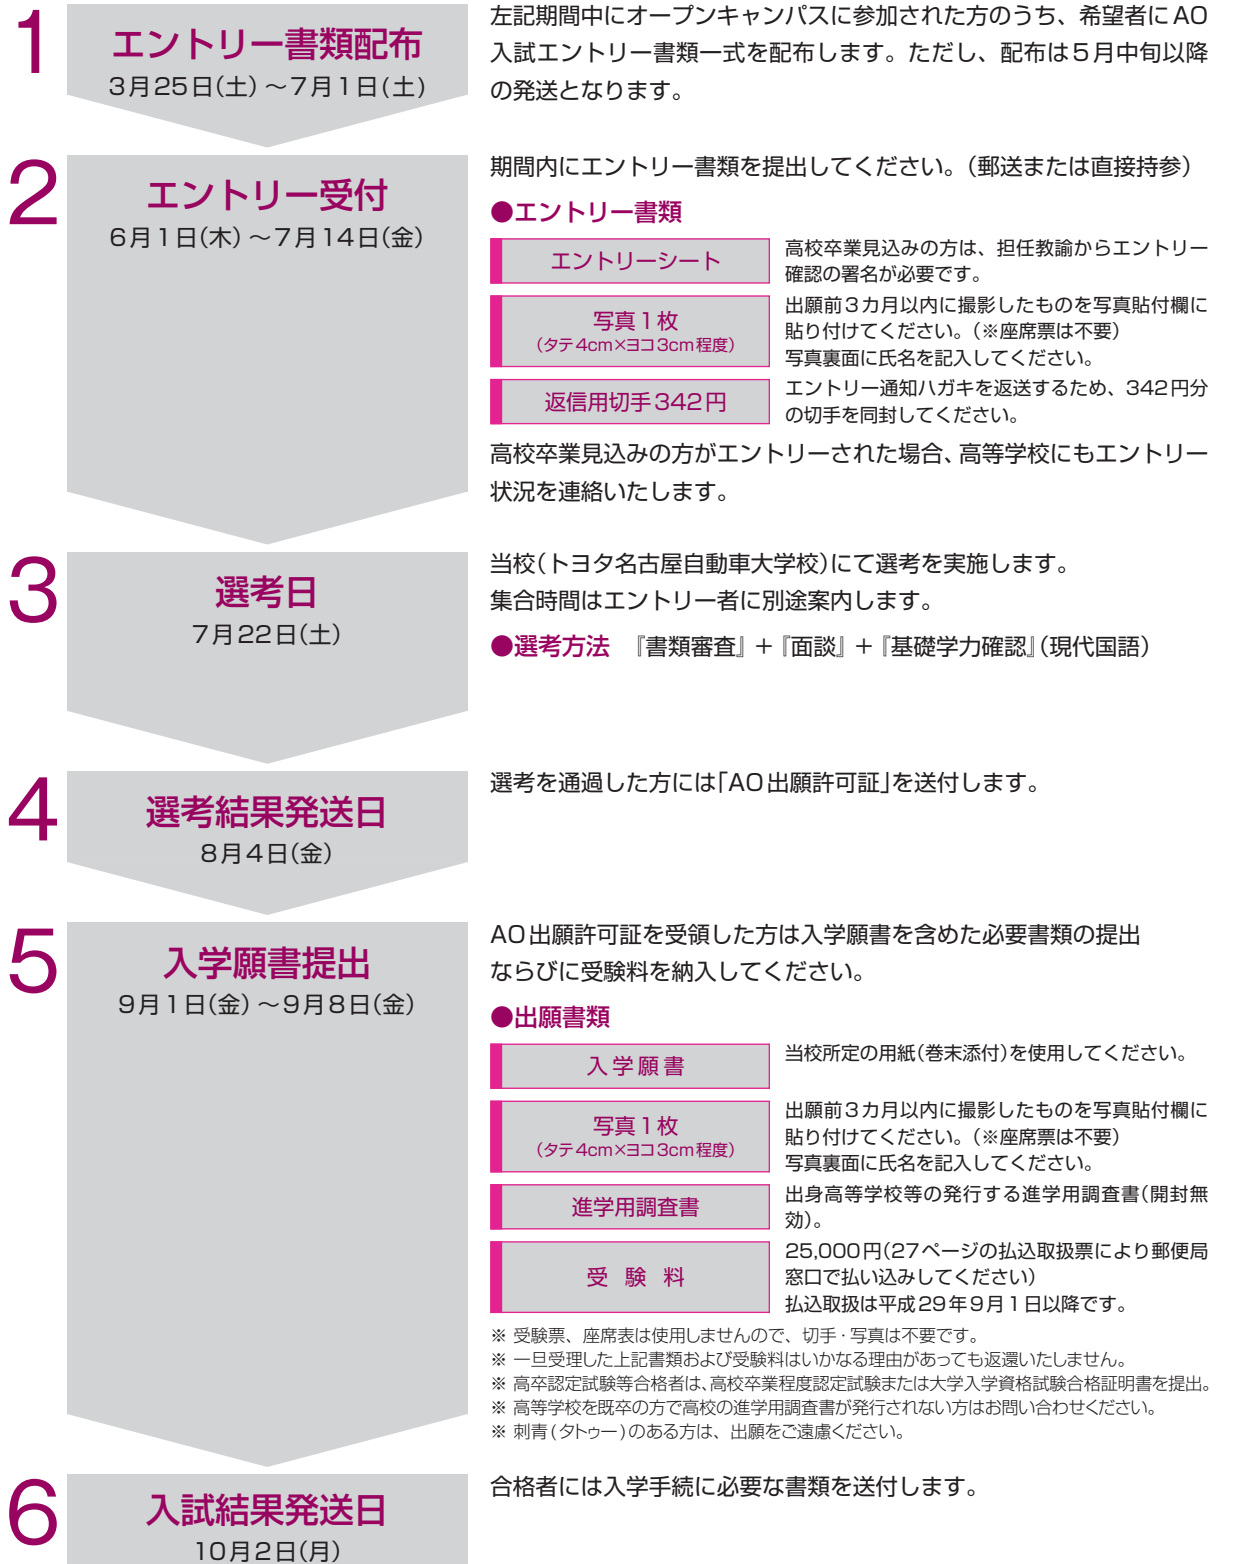 1
エントリー書類配布
3月25日(土)～7月1日(土)
左記期間中にオープンキャンパスに参加された方のうち、希望者にAO
入試エントリー書類一式を配布します。ただし、配布は5月中旬以降
の発送となります。
2
エントリー受付
6月1日(木)～7月14日(金)
期間内にエントリー書類を提出してください。(郵送または直接持参)
●エントリー書類
エントリーシート
高校卒業見込みの方は、担任教諭からエントリー
確認の署名が必要です。
写真1枚
(タテ4cm×ヨコ3cm程度)
出願前3カ月以内に撮影したものを写真貼付欄に
貼り付けてください。(※座席票は不要)
写真裏面に氏名を記入してください。
返信用切手342円
エントリー通知ハガキを返送するため、342円分
の切手を同封してください。
高校卒業見込みの方がエントリーされた場合、高等学校にもエントリー
状況を連絡いたします。
3
選考日
7月22日(土)
当校(トヨタ名古屋自動車大学校)にて選考を実施します。
集合時間はエントリー者に別途案内します。
●選考方法 『書類審査』+『面談』+『基礎学力確認』(現代国語)
4
選考結果発送日
8月4日(金)
選考を通過した方には「AO出願許可証」を送付します。
5
入学願書提出
9月1日(金)～9月8日(金)
AO出願許可証を受領した方は入学願書を含めた必要書類の提出
ならびに受験料を納入してください。
●出願書類
入学願書
当校所定の用紙(巻末添付)を使用してください。
写真1枚
(タテ4cm×ヨコ3cm程度)
出願前3カ月以内に撮影したものを写真貼付欄に
貼り付けてください。(※座席票は不要)
写真裏面に氏名を記入してください。
進学用調査書
出身高等学校等の発行する進学用調査書(開封無
効)。
受 験 料
25,000円(27ページの払込取扱票により郵便局
窓口で払い込みしてください)
払込取扱は平成29年9月1日以降です。
※ 受験票、座席表は使用しませんので、切手・写真は不要です。
※ 一旦受理した上記書類および受験料はいかなる理由があっても返還いたしません。
※ 高卒認定試験等合格者は、高校卒業程度認定試験または大学入学資格試験合格証明書を提出。
※ 高等学校を既卒の方で高校の進学用調査書が発行されない方はお問い合わせください。
※ 刺青(タトゥー)のある方は、出願をご遠慮ください。
6
入試結果発送日
10月2日(月)
合格者には入学手続に必要な書類を送付します。